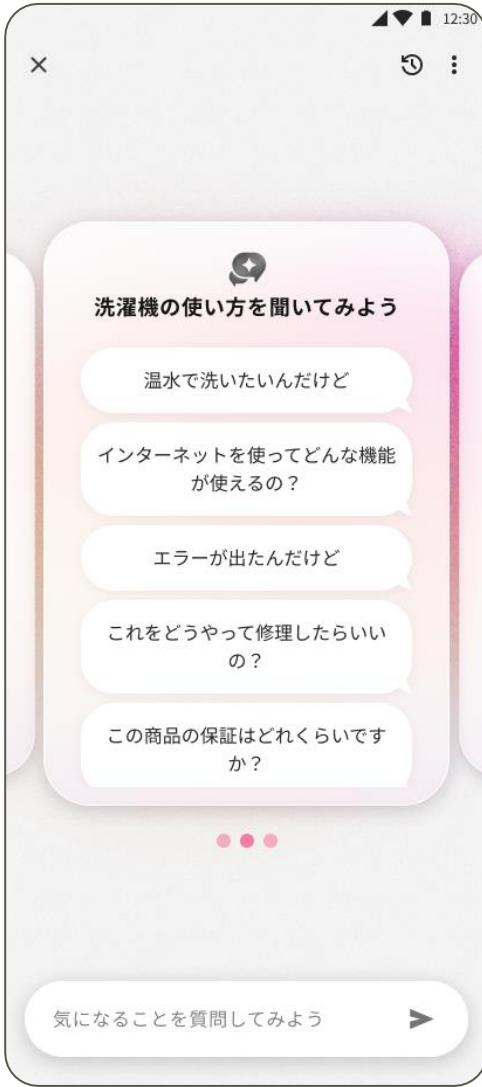 12:30
洗濯機の使い方を聞いてみよう
温水で洗いたいんだけど
インターネットを使ってどんな機能
が使えるの？
エラーが出たんだけど
これをどうやって修理したらいい
の？
この商品の保証はどれくらいです
か？
気になることを質問してみよう